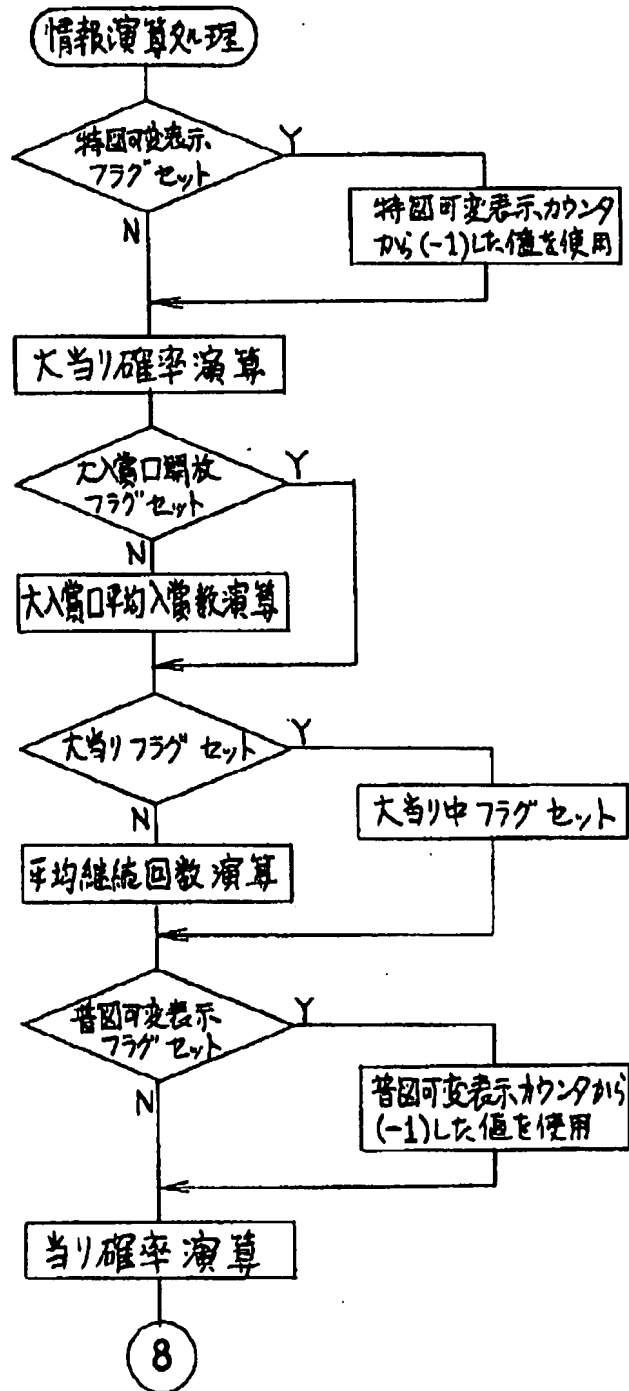 情報演算処理
特図可変表示
フラグセット
Y
N
特図可変表示カウンタ
から(-1)した値を使用
大当り確率演算
大入賞口開放
フラグセット
Y
N
大入賞口平均入賞数演算
大当りフラグセット
Y
N
大当り中フラグセット
平均継続回数演算
普図可変表示
フラグセット
Y
N
普図可変表示カウンタから
(-1)した値を使用
当り確率演算
8